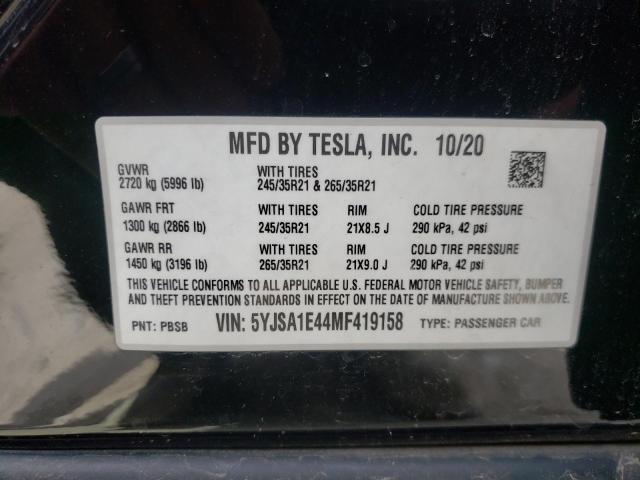 MFD BY TESLA, INC. 10/20
GVWR WITH TIRES
2720 kg (5996 lb) 245/35R21 & 265/35R21
GAWR FRT WITH TIRES RIM COLD TIRE PRESSURE
1300 kg (2866 lb) 245/35R21 21X8.5 J 290 kPa, 42 psi
GAWR RR WITH TIRES RIM COLD TIRE PRESSURE
1450 kg (3196 lb) 265/35R21 21X9.0 J 290 kPa, 42 psi
THIS VEHICLE CONFORMS TO ALL APPLICABLE U.S. FEDERAL MOTOR VEHICLE SAFETY, BUMPER
AND THEFT PREVENTION STANDARDS IN EFFECT ON THE DATE OF MANUFACTURE SHOWN ABOVE.
PNT: PBSB VIN: 5YJSA1E44MF419158 TYPE: PASSENGER CAR